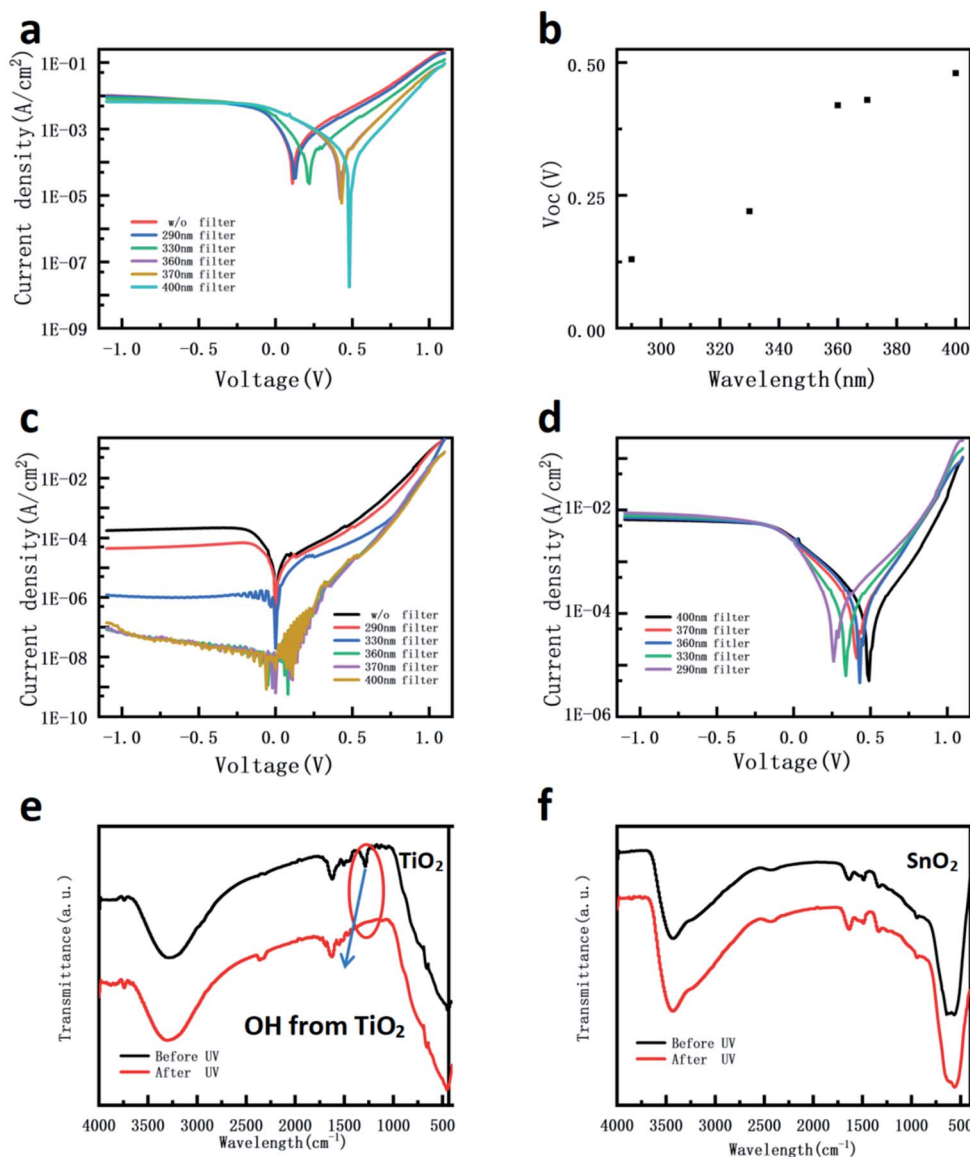 a
Current density(A/cm²)
1E-01
1E-03
1E-05
1E-07
1E-09
w/o filter
290nm filter
330nm filter
360nm filter
370nm filter
400nm filter
-1.0
-0.5
0.0
0.5
1.0
Voltage(V)
b
Voc(V)
0.50
0.25
0.00
300
320
340
360
380
400
Wavelength(nm)
c
Current density(A/cm²)
1E-02
1E-04
1E-06
1E-08
1E-10
w/o filter
290nm filter
330nm filter
360nm filter
370nm filter
400nm filter
-1.0
-0.5
0.0
0.5
1.0
Voltage(V)
d
Current density(A/cm²)
1E-02
1E-04
1E-06
400nm filter
370nm filter
360nm fitlter
330nm filter
290nm filter
-1.0
-0.5
0.0
0.5
1.0
Voltage(V)
e
Transmittance(a.u.)
TiO₂
OH from TiO₂
Before UV
After UV
4000
3500
3000
2500
2000
1500
1000
500
Wavelength(cm⁻¹)
f
Transmittance(a.u.)
SnO₂
Before UV
After UV
4000
3500
3000
2500
2000
1500
1000
500
Wavelength(cm⁻¹)